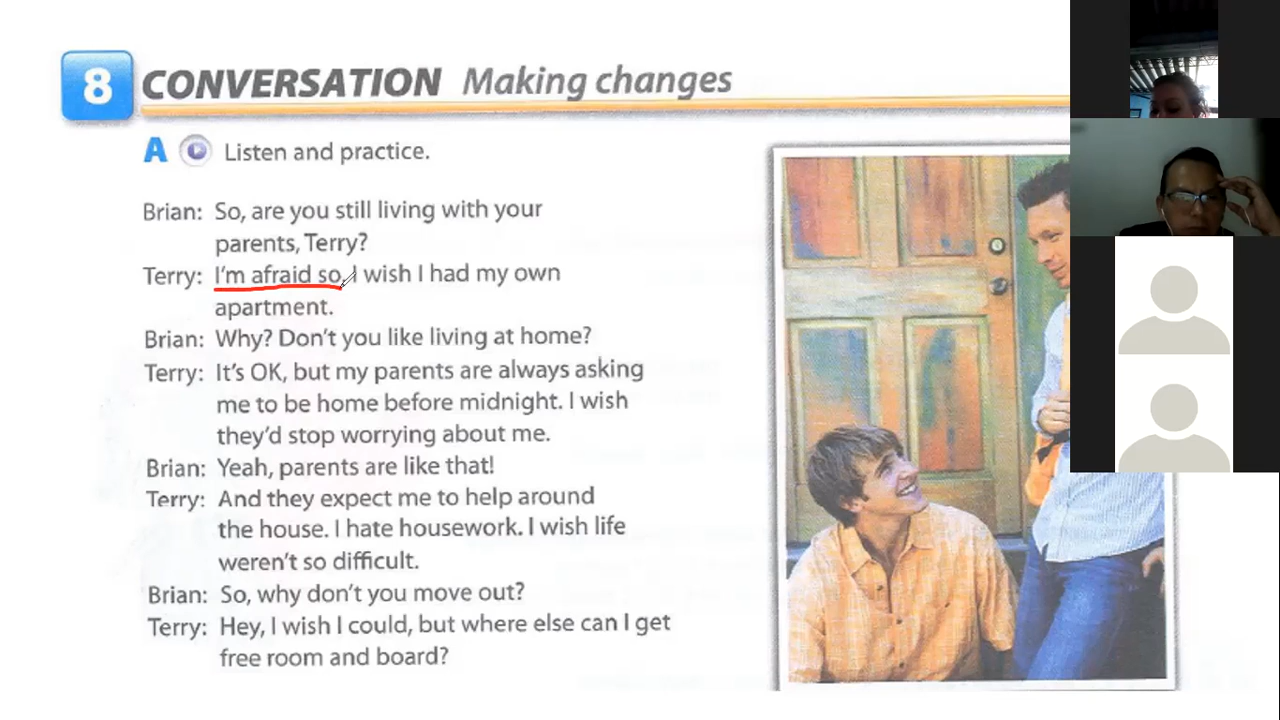 8 CONVERSATION Making changes
A Listen and practice.
Brian: So, are you still living with your
parents, Terry?
Terry: I'm afraid so. I wish I had my own
apartment.
Brian: Why? Don't you like living at home?
Terry: It's OK, but my parents are always asking
me to be home before midnight. I wish
they'd stop worrying about me.
Brian: Yeah, parents are like that!
Terry: And they expect me to help around
the house. I hate housework. I wish life
weren't so difficult.
Brian: So, why don't you move out?
Terry: Hey, I wish I could, but where else can I get
free room and board?